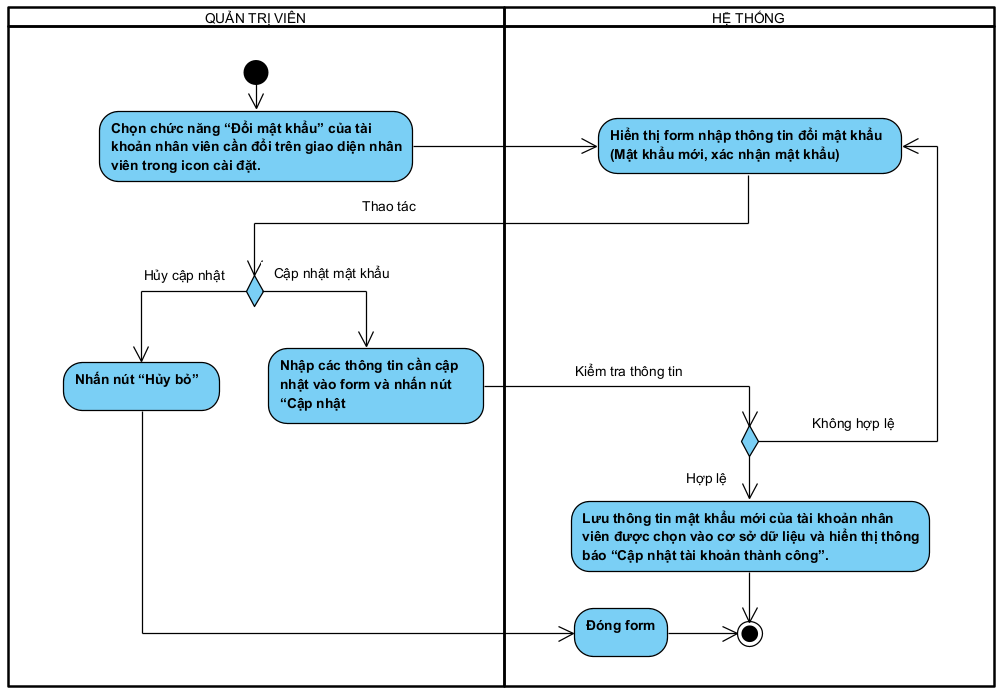 QUẢN TRỊ VIÊN
HỆ THỐNG
Chọn chức năng “Đổi mật khẩu” của tài
khoản nhân viên cần đổi trên giao diện nhân
viên trong icon cài đặt.
Hiển thị form nhập thông tin đổi mật khẩu
(Mật khẩu mới, xác nhận mật khẩu)
Thao tác
Hủy cập nhật
Cập nhật mật khẩu
Nhấn nút “Hủy bỏ”
Nhập các thông tin cần cập
nhật vào form và nhấn nút
“Cập nhật
Kiểm tra thông tin
Không hợp lệ
Hợp lệ
Lưu thông tin mật khẩu mới của tài khoản nhân
viên được chọn vào cơ sở dữ liệu và hiển thị thông
báo “Cập nhật tài khoản thành công”.
Đóng form